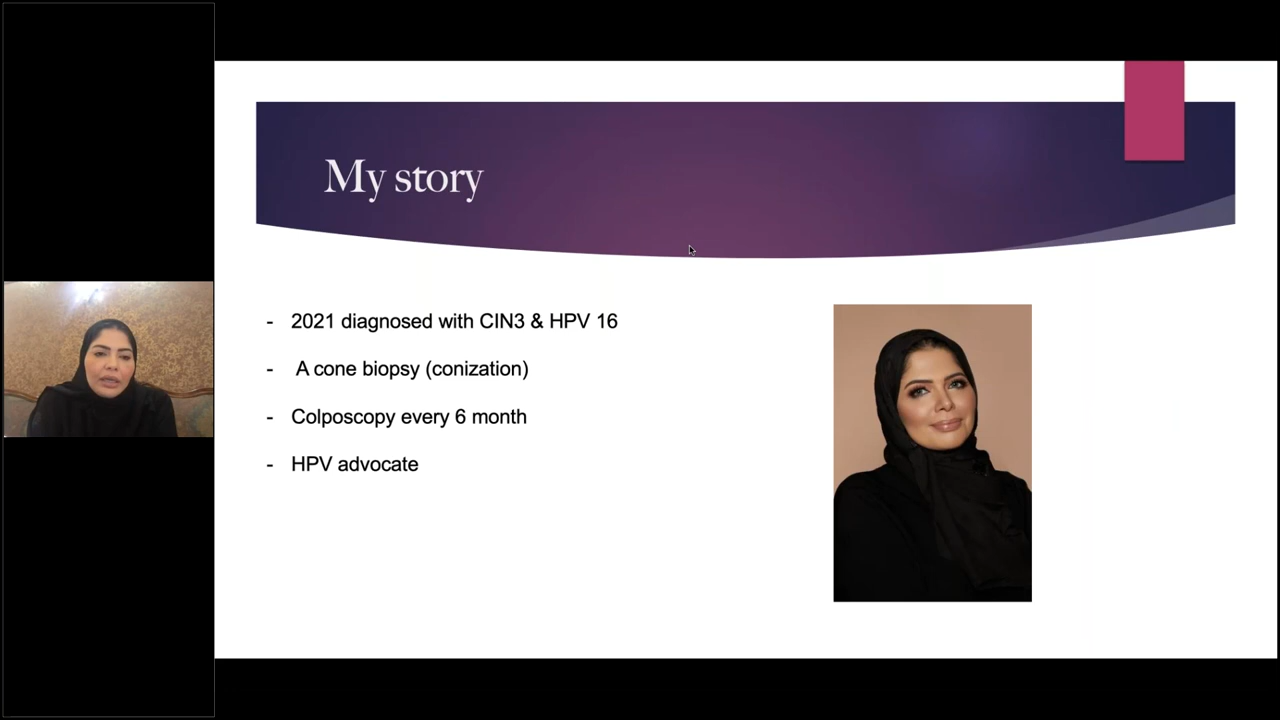 My story
- 2021 diagnosed with CIN3 & HPV 16
- A cone biopsy (conization)
- Colposcopy every 6 month
- HPV advocate